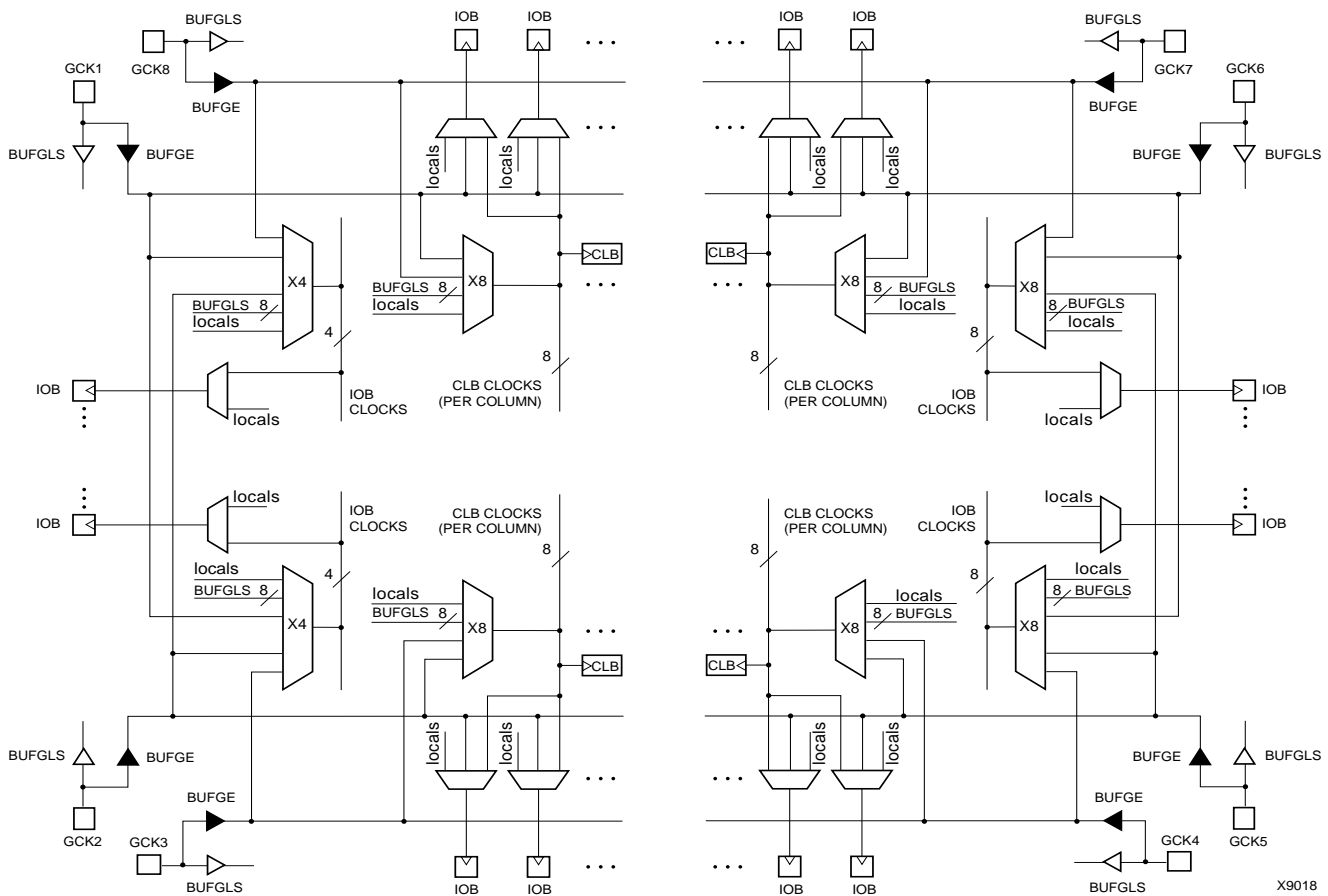 BUFGLS
IOB
IOB
IOB
IOB
BUFGLS
GCK8
GCK7
GCK1
GCK6
BUFGE
BUFGE
BUFGLS
BUFGE
BUFGE
BUFGLS
locals
locals
locals
locals
X4
X8
CLB
CLB
X8
X8
BUFGLS 8
locals
BUFGLS 8
locals
8 BUFGLS
locals
8 BUFGLS
locals
4
8
8
8
IOB
IOB CLOCKS
CLB CLOCKS (PER COLUMN)
CLB CLOCKS (PER COLUMN)
IOB CLOCKS
IOB
locals
locals
locals
locals
IOB
IOB CLOCKS
CLB CLOCKS (PER COLUMN)
CLB CLOCKS (PER COLUMN)
IOB CLOCKS
IOB
4
8
8
8
locals
BUFGLS 8
locals
BUFGLS 8
locals
8 BUFGLS
locals
8 BUFGLS
X4
X8
X8
X8
CLB
CLB
locals
locals
locals
locals
BUFGLS
BUFGE
BUFGE
BUFGLS
BUFGE
BUFGE
GCK2
GCK3
GCK4
GCK5
BUFGLS
IOB
IOB
IOB
IOB
BUFGLS
X9018